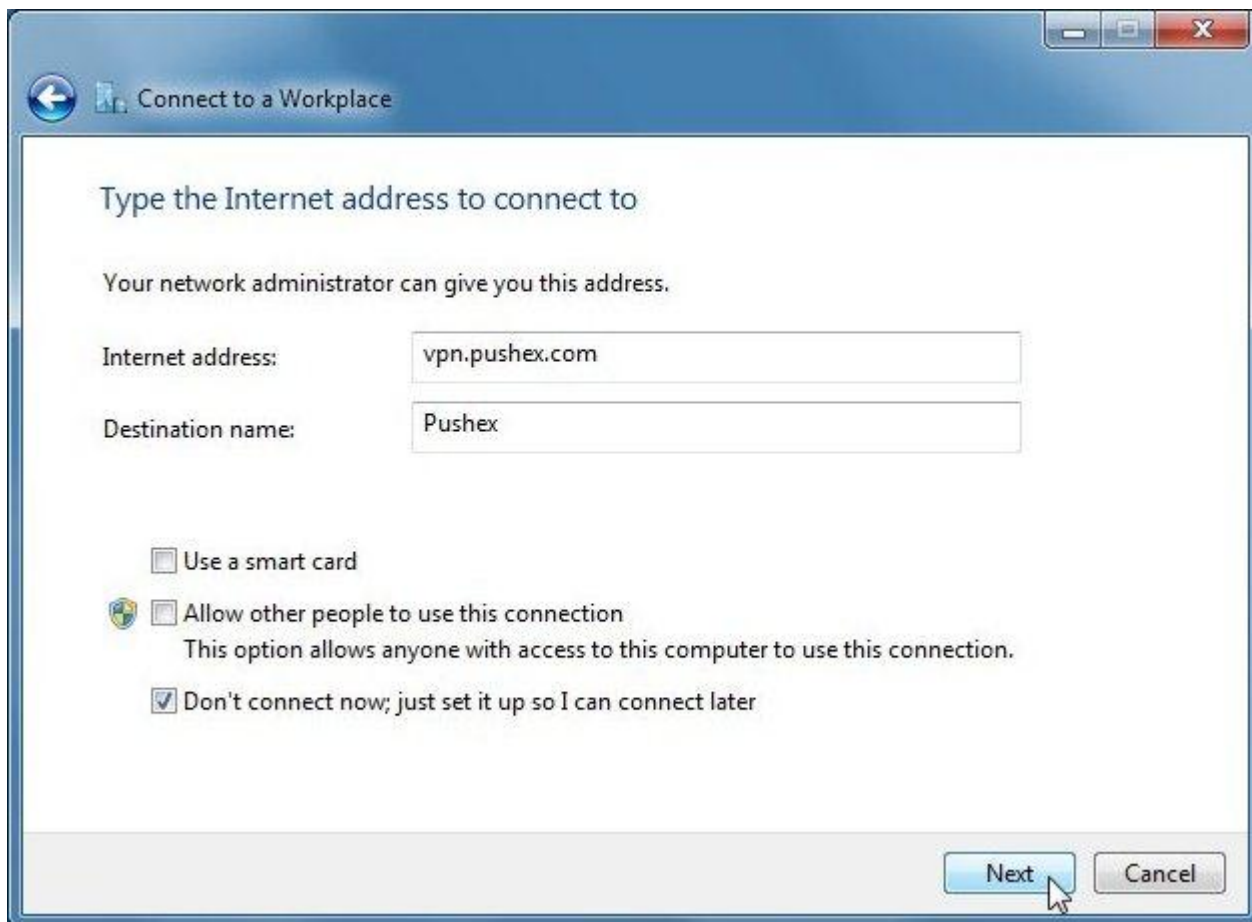 Connect to a Workplace
Type the Internet address to connect to
Your network administrator can give you this address.
Internet address: vpn.pushex.com
Destination name: Pushex
Use a smart card
Allow other people to use this connection
This option allows anyone with access to this computer to use this connection.
Don't connect now; just set it up so I can connect later
Next Cancel